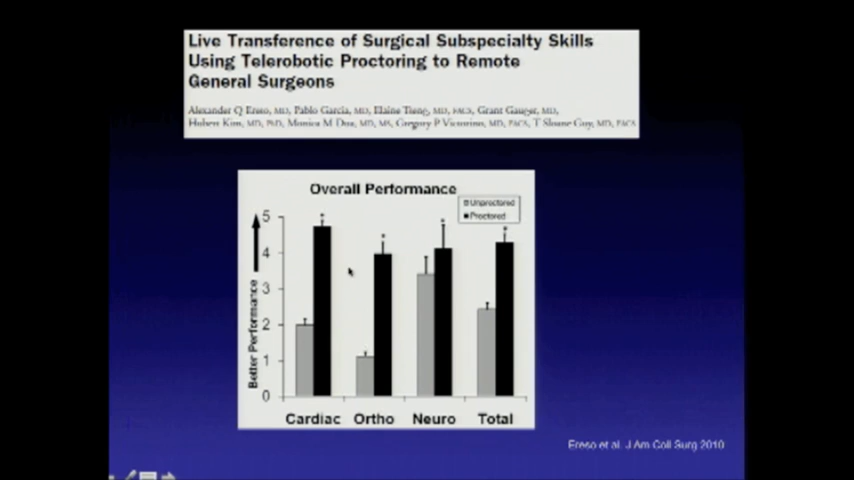 Live Transference of Surgical Subspecialty Skills
Using Telerobotic Proctoring to Remote
General Surgeons
Alexander Q Ereso, MD, Pablo Garcia, MD, Elaine Tseng, MD, FACS, Grant Gauger, MD,
Hubert Kim, MD, PhD, Monica M Dua, MD, MS, Gregory P Victorino, MD, FACS, T Sloane Guy, MD, FACS
Overall Performance
Unproctored
Proctored
Better Performance
5
4
3
2
1
0
* * * *
Cardiac Ortho Neuro Total
Ereso et al. J Am Coll Surg 2010